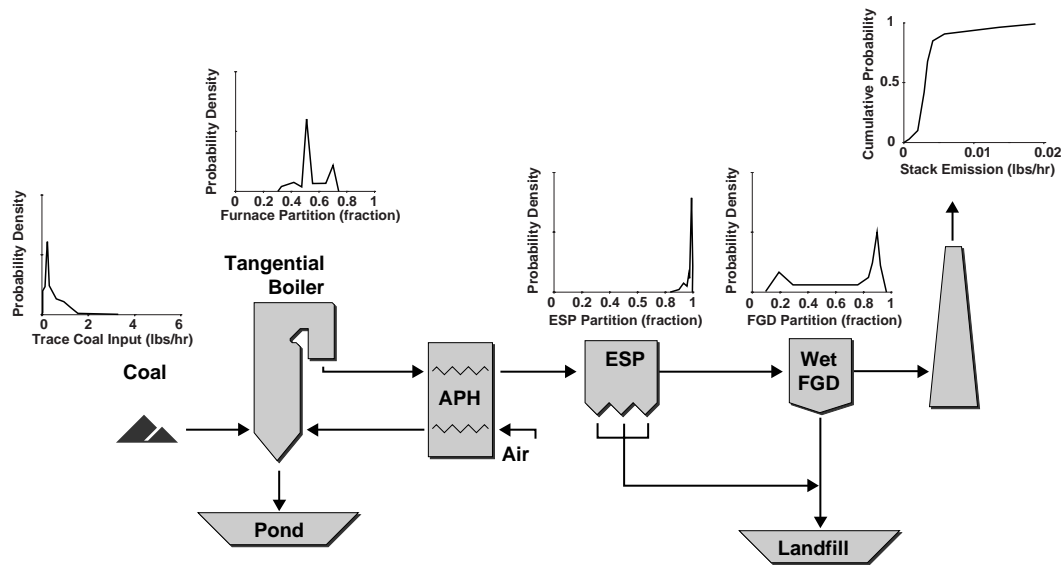 Cumulative Probability
1
0.5
0
0 0.01 0.02
Stack Emission (lbs/hr)
Probability Density
0 0.2 0.4 0.6 0.8 1
Furnace Partition (fraction)
Probability Density
0 2 4 6
Trace Coal Input (lbs/hr)
Probability Density
0 0.2 0.4 0.6 0.8 1
ESP Partition (fraction)
Probability Density
0 0.2 0.4 0.6 0.8 1
FGD Partition (fraction)
Tangential
Boiler
Coal
APH
Air
ESP
Wet
FGD
Pond
Landfill